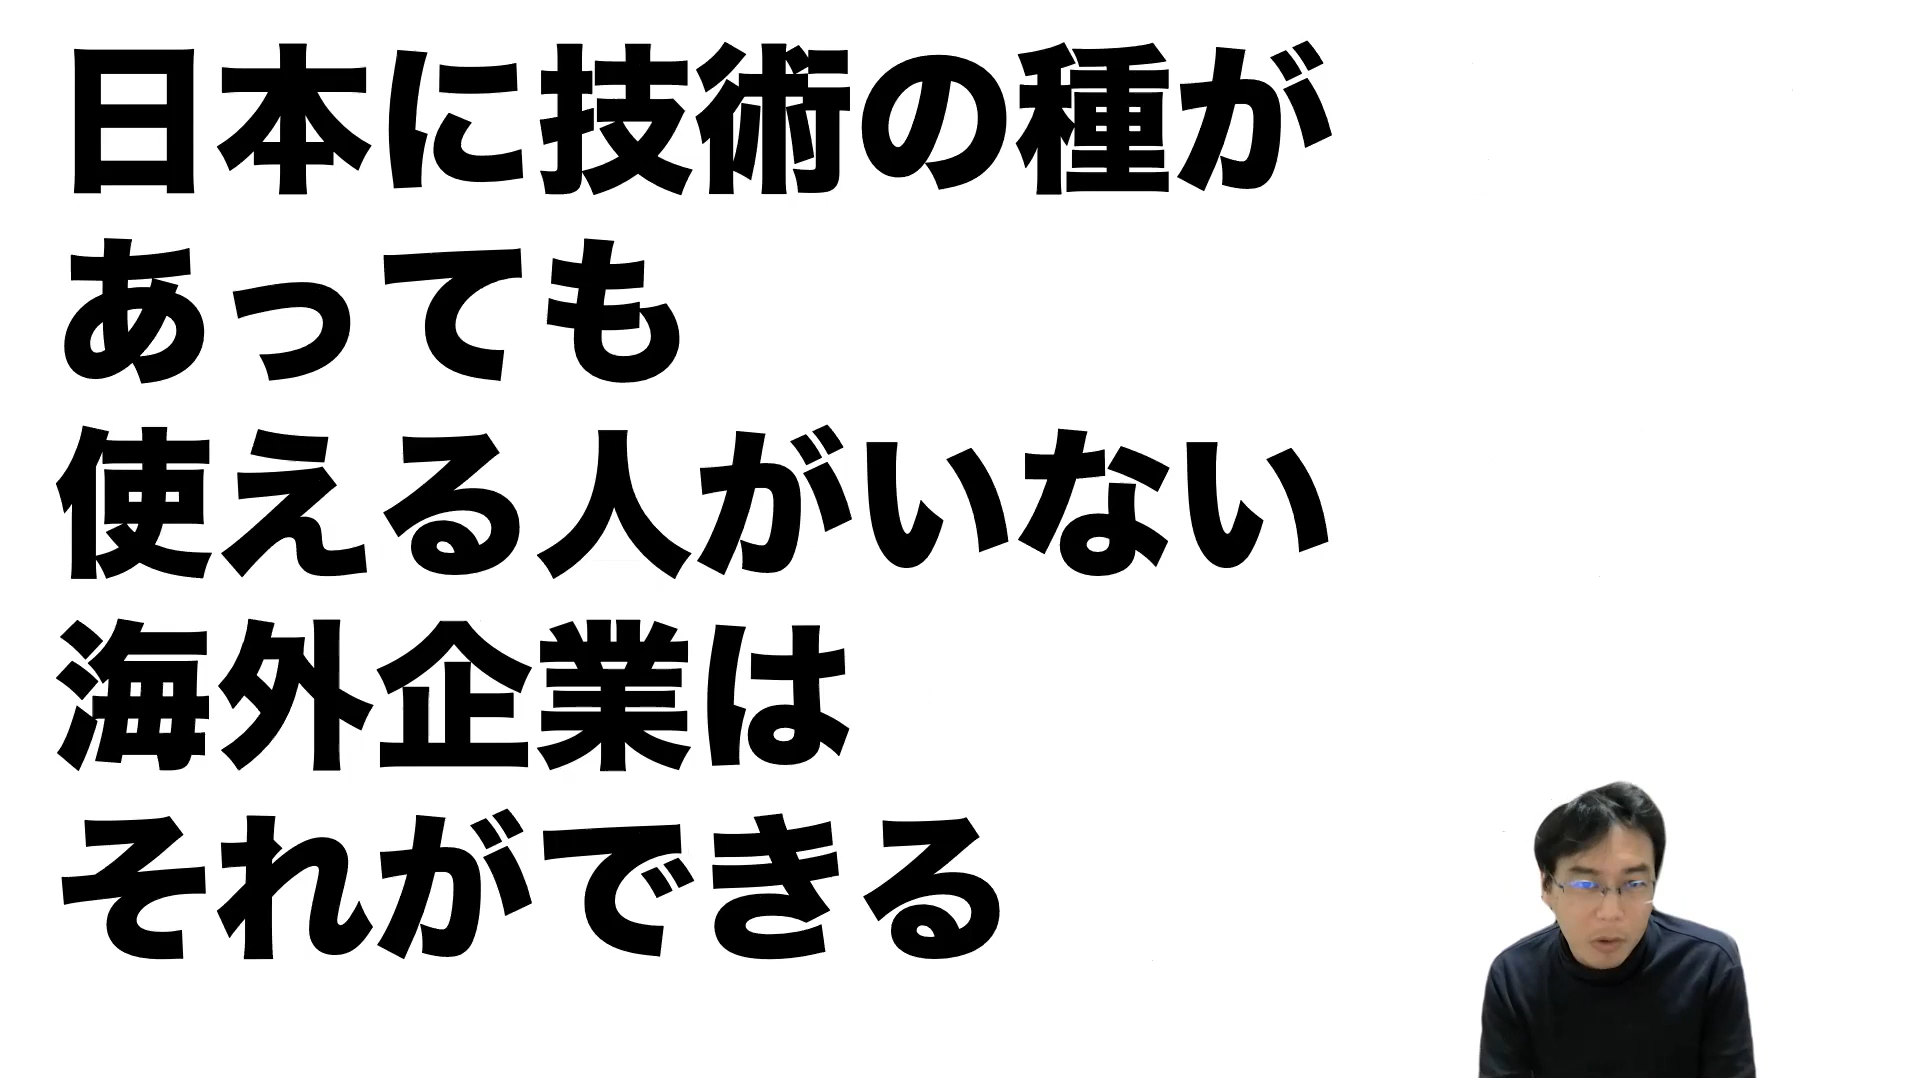 日本に技術の種が
あっても
使える人がいない
海外企業は
それができる